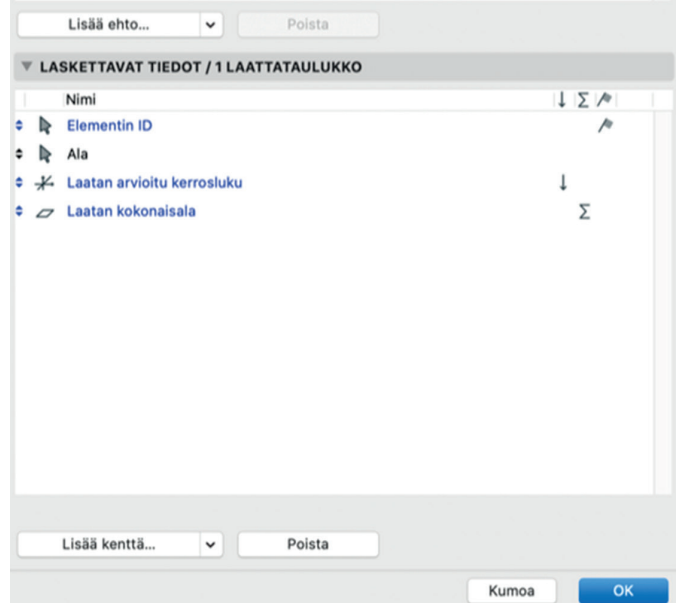 Lisää ehto... Poista
LASKETTAVAT TIEDOT / 1 LAATTATAULUKKO
Nimi ↓ Σ
Elementin ID
Ala
Laatan arvioitu kerrosluku ↓
Laatan kokonaisala Σ
Lisää kenttä... Poista
Kumoa OK